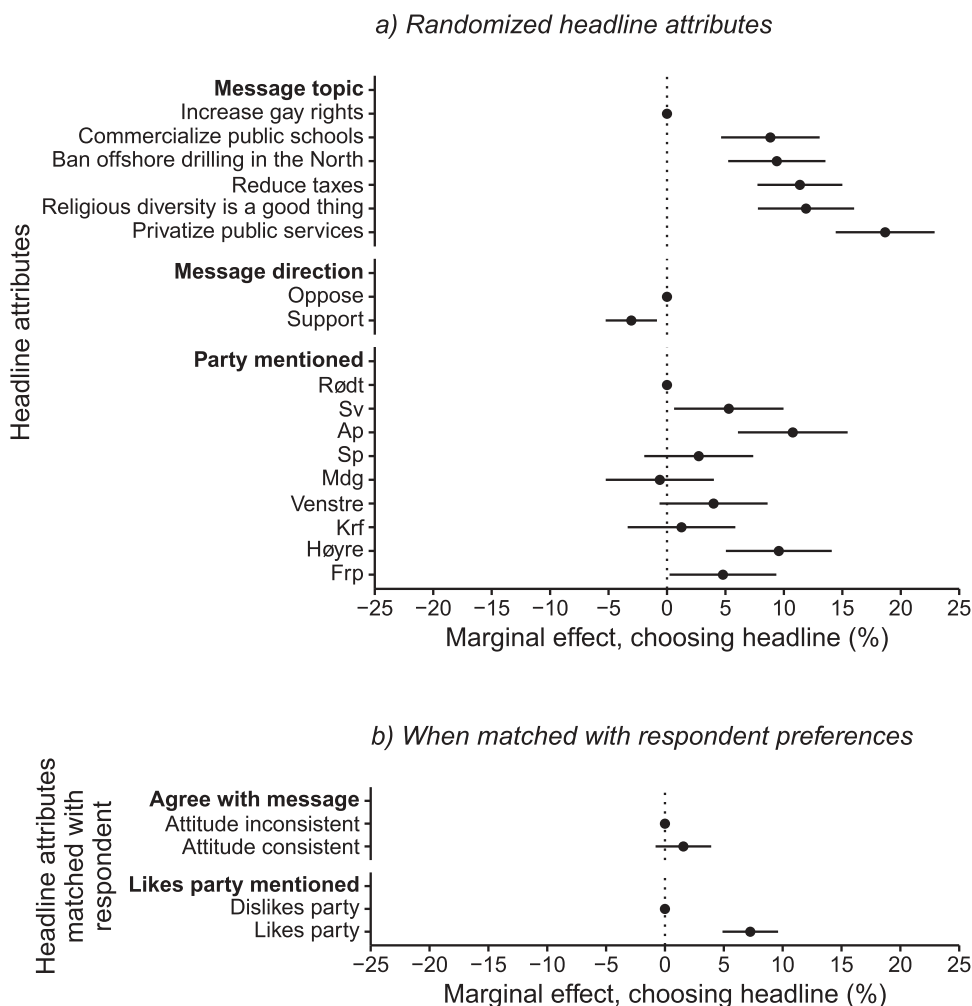 a) Randomized headline attributes
Headline attributes
Message topic
Increase gay rights
Commercialize public schools
Ban offshore drilling in the North
Reduce taxes
Religious diversity is a good thing
Privatize public services
Message direction
Oppose
Support
Party mentioned
Rødt
Sv
Ap
Sp
Mdg
Venstre
Krf
Høyre
Frp
−25 −20 −15 −10 −5 0 5 10 15 20 25
Marginal effect, choosing headline (%)
b) When matched with respondent preferences
Headline attributes
matched with
respondent
Agree with message
Attitude inconsistent
Attitude consistent
Likes party mentioned
Dislikes party
Likes party
−25 −20 −15 −10 −5 0 5 10 15 20 25
Marginal effect, choosing headline (%)